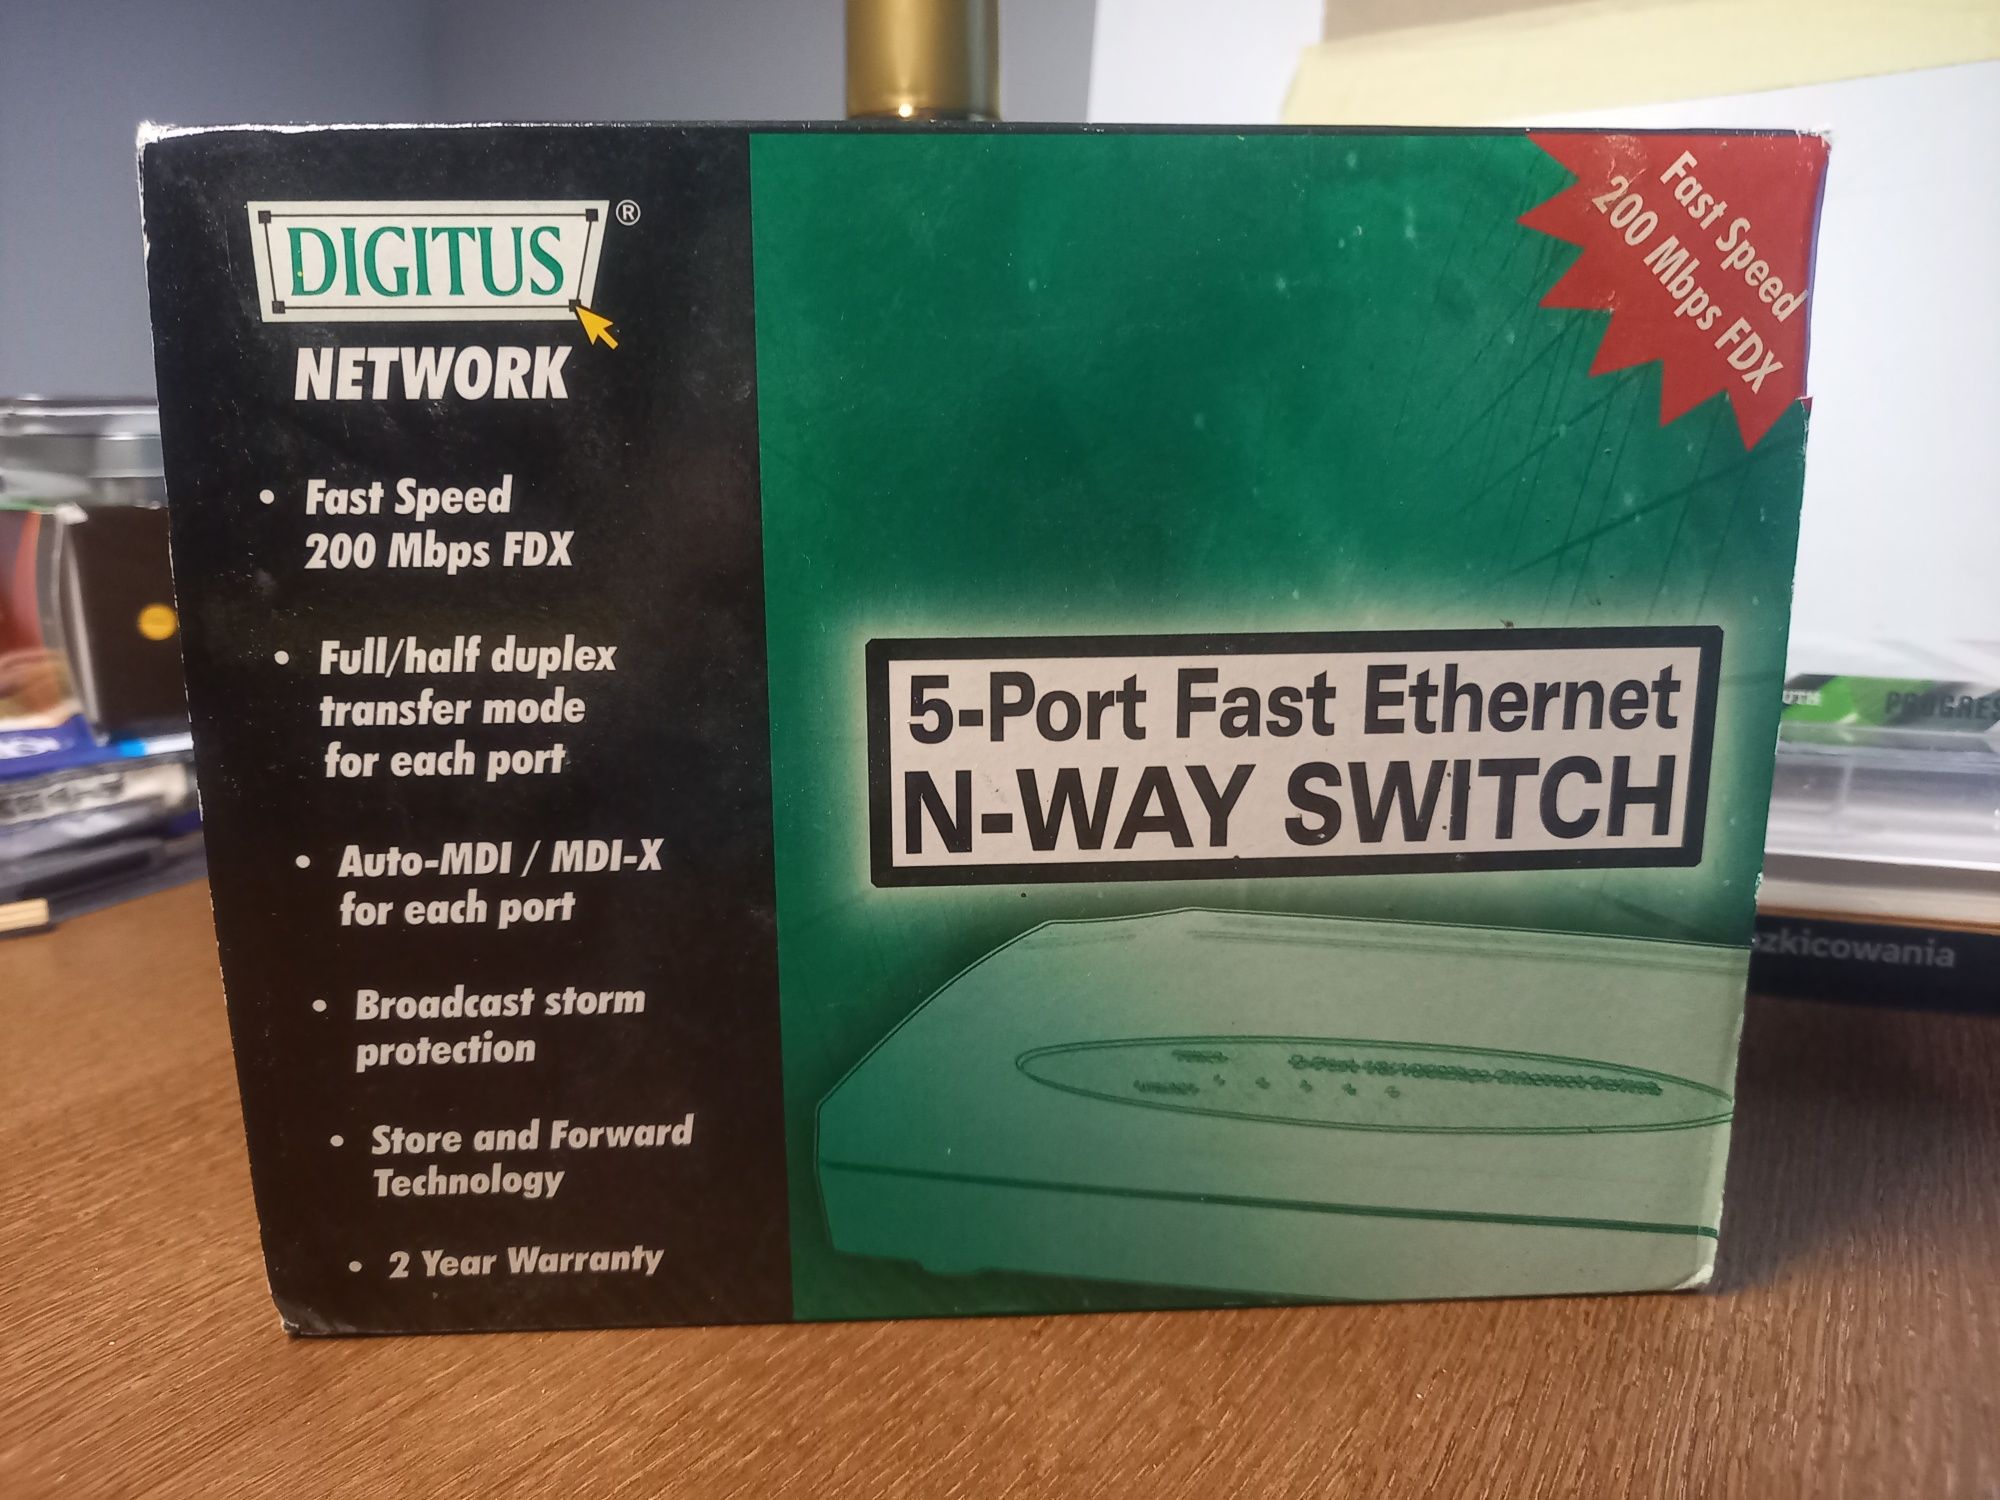 DIGITUS®
NETWORK
• Fast Speed
200 Mbps FDX
• Full/half duplex
transfer mode
for each port
• Auto-MDI / MDI-X
for each port
• Broadcast storm
protection
• Store and Forward
Technology
• 2 Year Warranty
Fast Speed
200 Mbps FDX
5-Port Fast Ethernet
N-WAY SWITCH